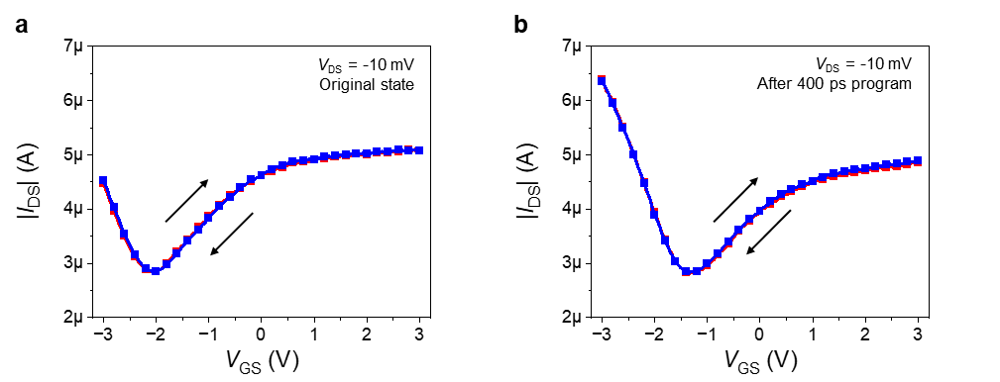 a
7µ
6µ
5µ
4µ
3µ
2µ
|IDS| (A)
VDS = -10 mV
Original state
−3 −2 −1 0 1 2 3
VGS (V)
b
7µ
6µ
5µ
4µ
3µ
2µ
|IDS| (A)
VDS = -10 mV
After 400 ps program
−3 −2 −1 0 1 2 3
VGS (V)